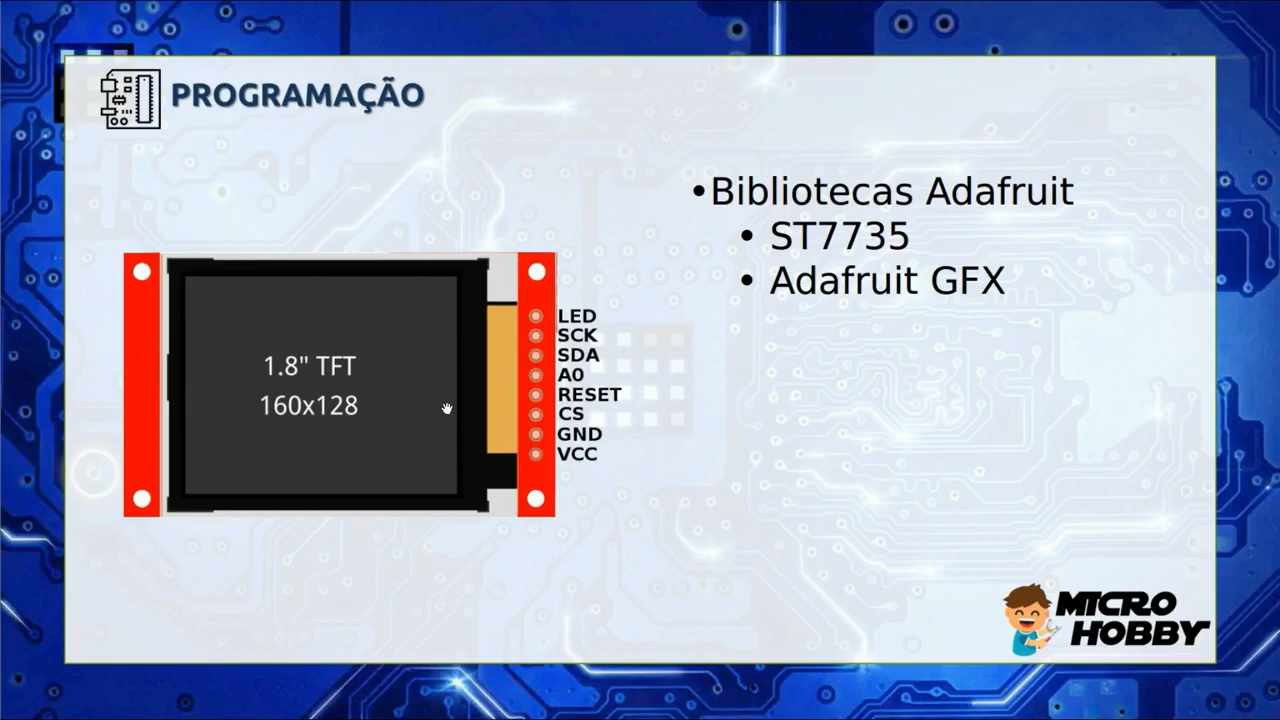 PROGRAMAÇÃO
•Bibliotecas Adafruit
• ST7735
• Adafruit GFX
1.8" TFT
160x128
LED
SCK
SDA
A0
RESET
CS
GND
VCC
MICRO
HOBBY